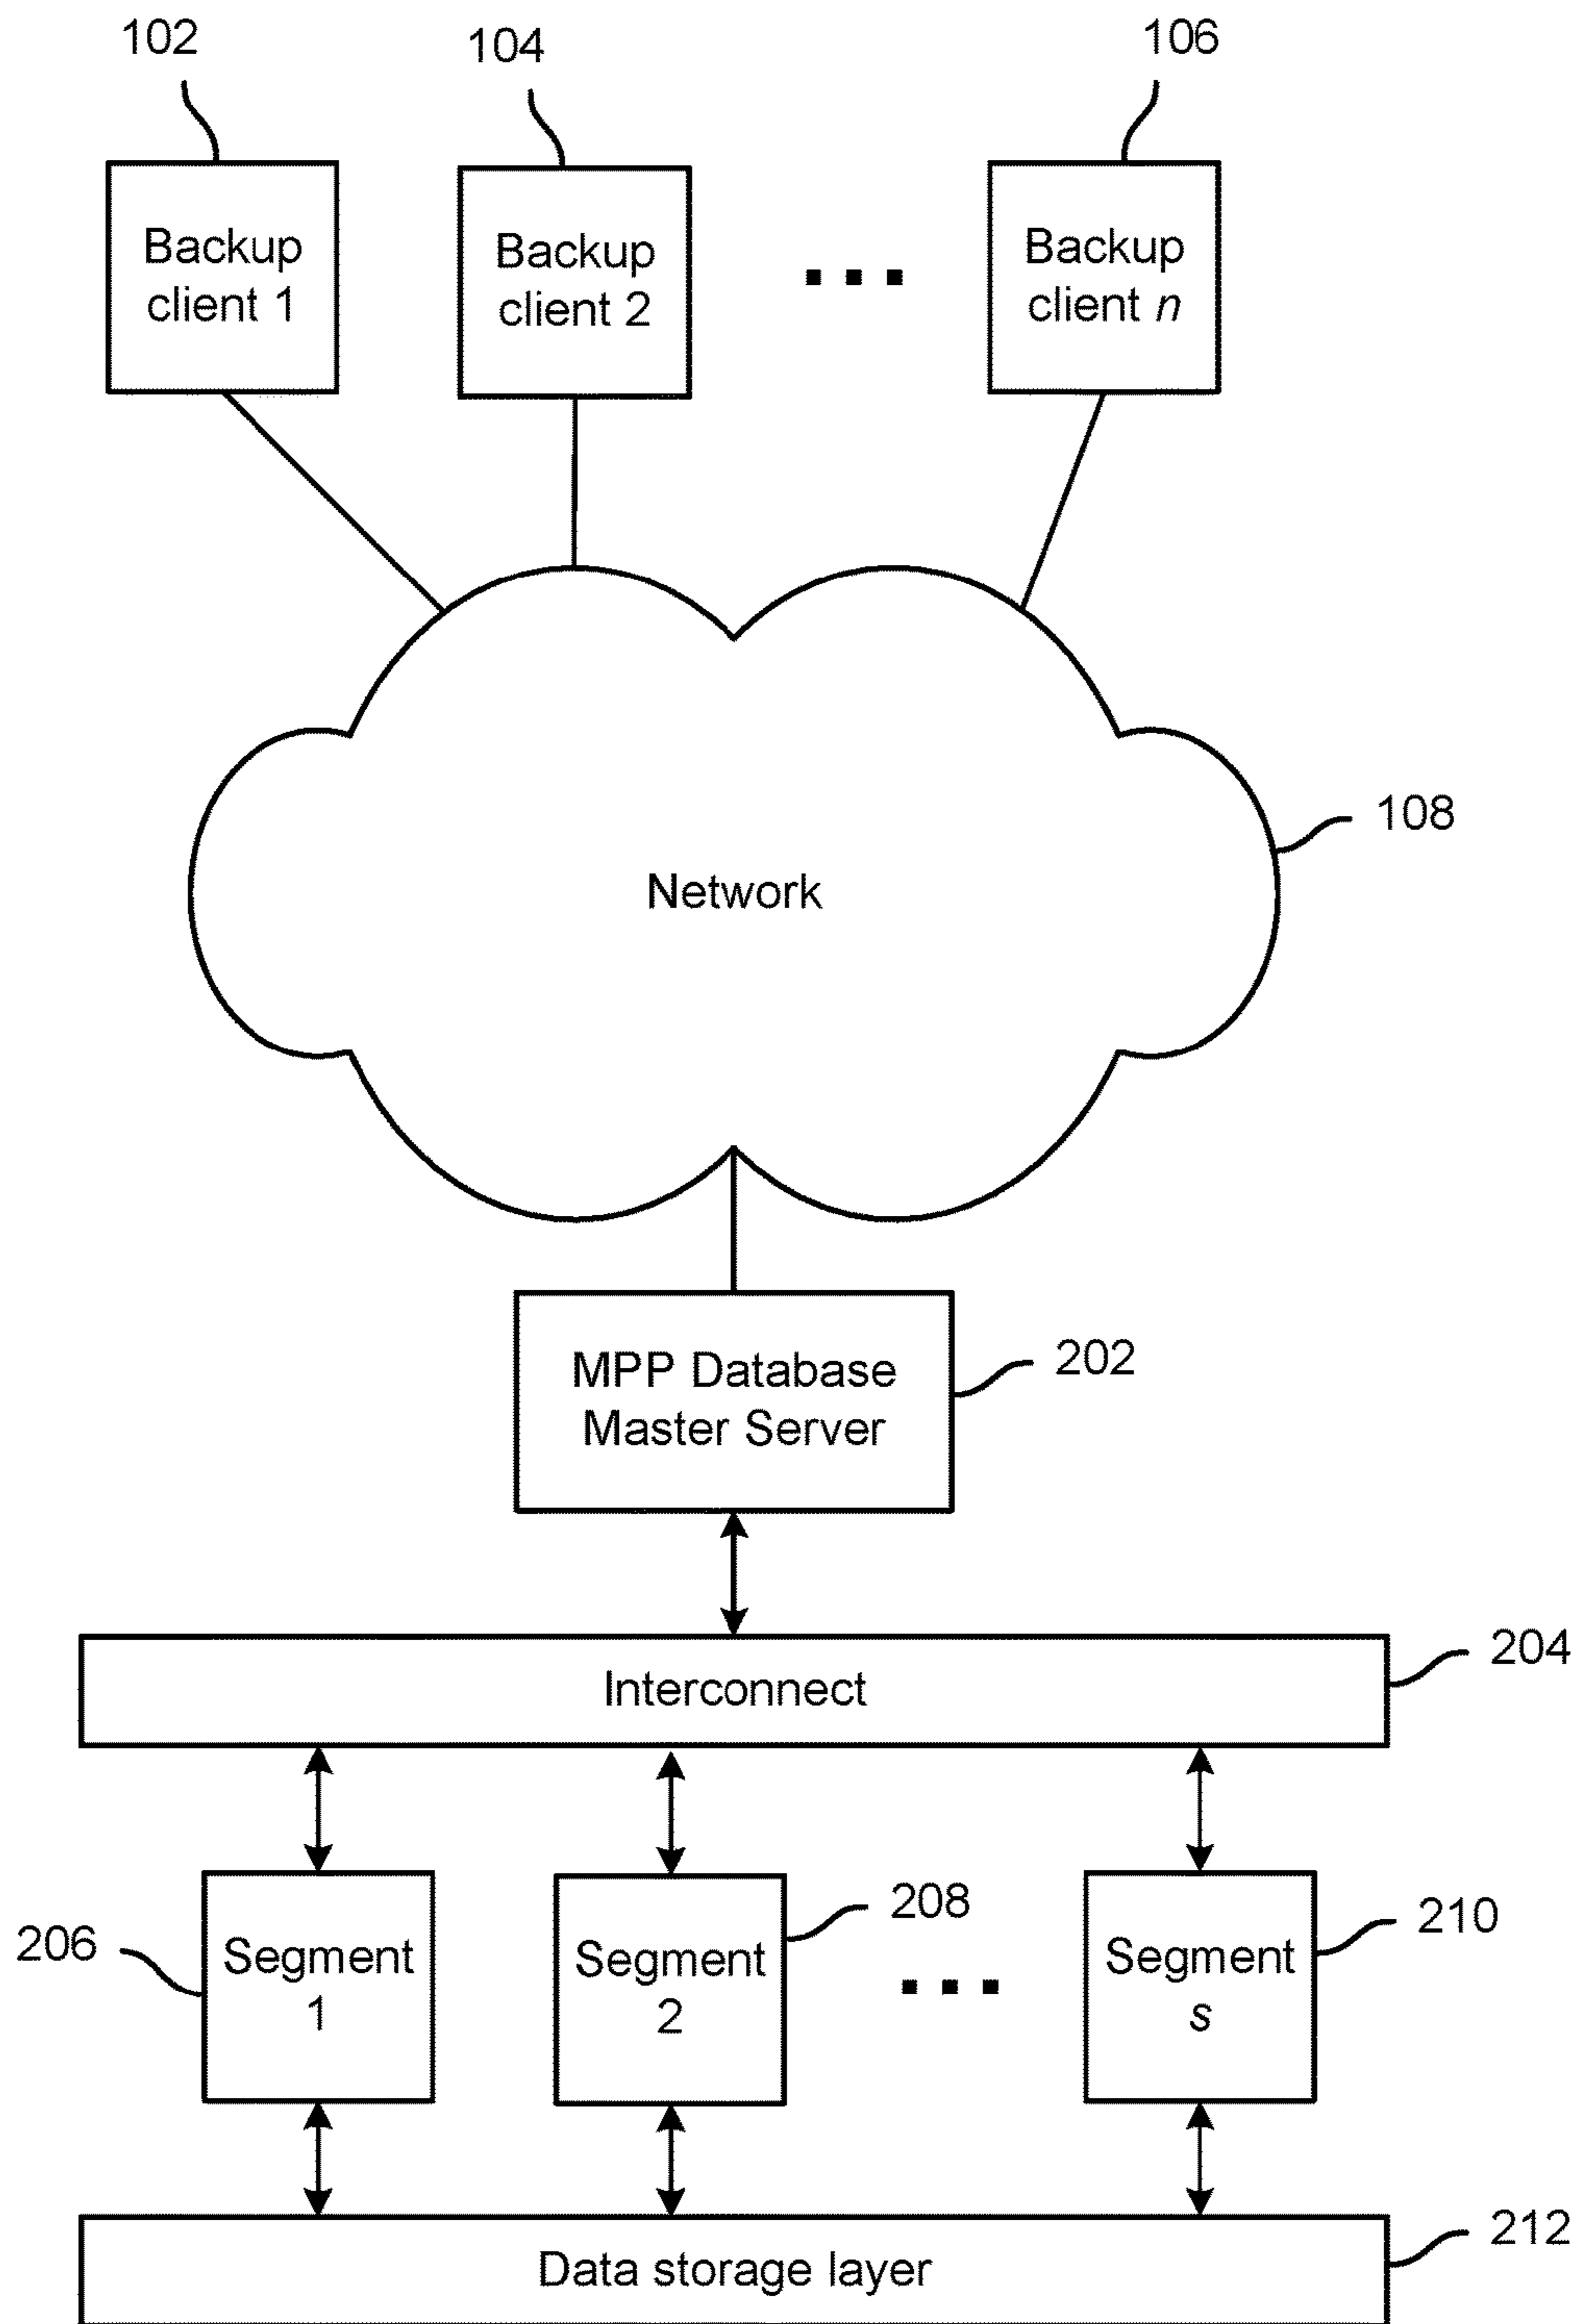 102
104
106
Backup
client 1
Backup
client 2
Backup
client n
108
Network
MPP Database
Master Server
202
204
Interconnect
206
Segment
1
208
Segment
2
210
Segment
s
212
Data storage layer